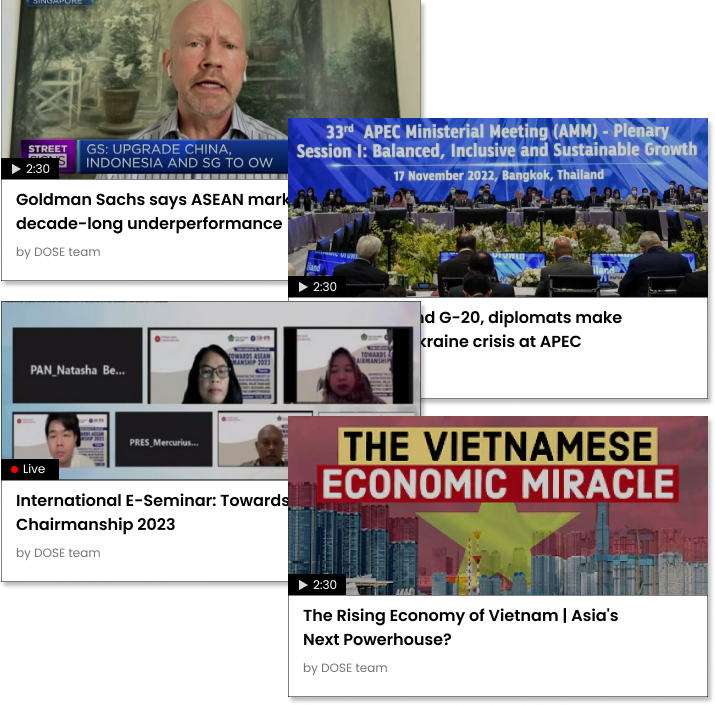 SINGAPORE
STREET
SIGNS
GS: UPGRADE CHINA,
INDONESIA AND SG TO OW
2:30
Goldman Sachs says ASEAN mark
decade-long underperformance
by DOSE team
33rd APEC Ministerial Meeting (AMM) - Plenary
Session I: Balanced, Inclusive and Sustainable Growth
17 November 2022, Bangkok, Thailand
2:30
nd G-20, diplomats make
kraine crisis at APEC
PAN_Natasha Be...
TOWARDS ASEAN
CHAIRMANSHIP 2023
PRES_Mercurius...
Live
International E-Seminar: Towards
Chairmanship 2023
by DOSE team
THE VIETNAMESE
ECONOMIC MIRACLE
2:30
The Rising Economy of Vietnam | Asia's
Next Powerhouse?
by DOSE team